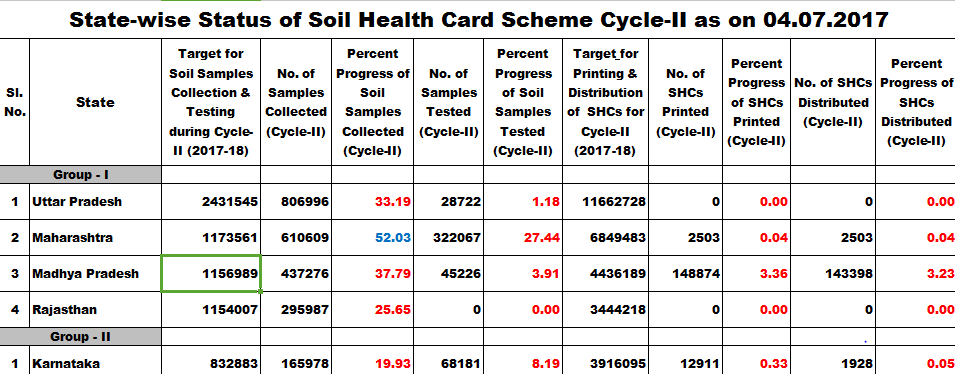 State-wise Status of Soil Health Card Scheme Cycle-II as on 04.07.2017
Sl. No. | State | Target for Soil Samples Collection & Testing during Cycle-II (2017-18) | No. of Samples Collected (Cycle-II) | Percent Progress of Soil Samples Collected (Cycle-II) | No. of Samples Tested (Cycle-II) | Percent Progress of Soil Samples Tested (Cycle-II) | Target for Printing & Distribution of SHCs for Cycle-II (2017-18) | No. of SHCs Printed (Cycle-II) | Percent Progress of SHCs Printed (Cycle-II) | No. of SHCs Distributed (Cycle-II) | Percent Progress of SHCs Distributed (Cycle-II)
Group - I
1 Uttar Pradesh 2431545 806996 33.19 28722 1.18 11662728 0 0.00 0 0.00
2 Maharashtra 1173561 610609 52.03 322067 27.44 6849483 2503 0.04 2503 0.04
3 Madhya Pradesh 1156989 437276 37.79 45226 3.91 4436189 148874 3.36 143398 3.23
4 Rajasthan 1154007 295987 25.65 0 0.00 3444218 0 0.00 0 0.00
Group - II
1 Karnataka 832883 165978 19.93 68181 8.19 3916095 12911 0.33 1928 0.05